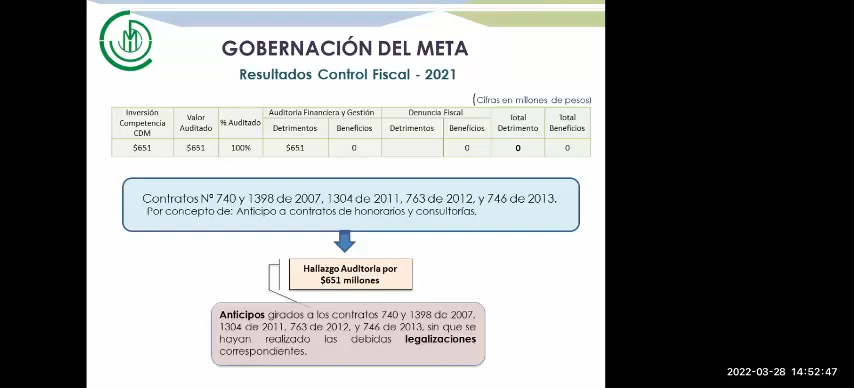 GOBERNACIÓN DEL META
Resultados Control Fiscal - 2021
(Cifras en millones de pesos)
Inversión Competencia CDM Valor Auditado % Auditado Auditoría Financiera y Gestión Denuncia Fiscal Total Detrimento Total Beneficios
Detrimentos Beneficios Detrimentos Beneficios
$651 $651 100% $651 0 0 0 0
Contratos Nº 740 y 1398 de 2007, 1304 de 2011, 763 de 2012, y 746 de 2013.
Por concepto de: Anticipo a contratos de honorarios y consultorías.
Hallazgo Auditoría por
$651 millones
Anticipos girados a los contratos 740 y 1398 de 2007,
1304 de 2011, 763 de 2012, y 746 de 2013, sin que se
hayan realizado las debidas legalizaciones
correspondientes.
2022-03-28 14:52:47